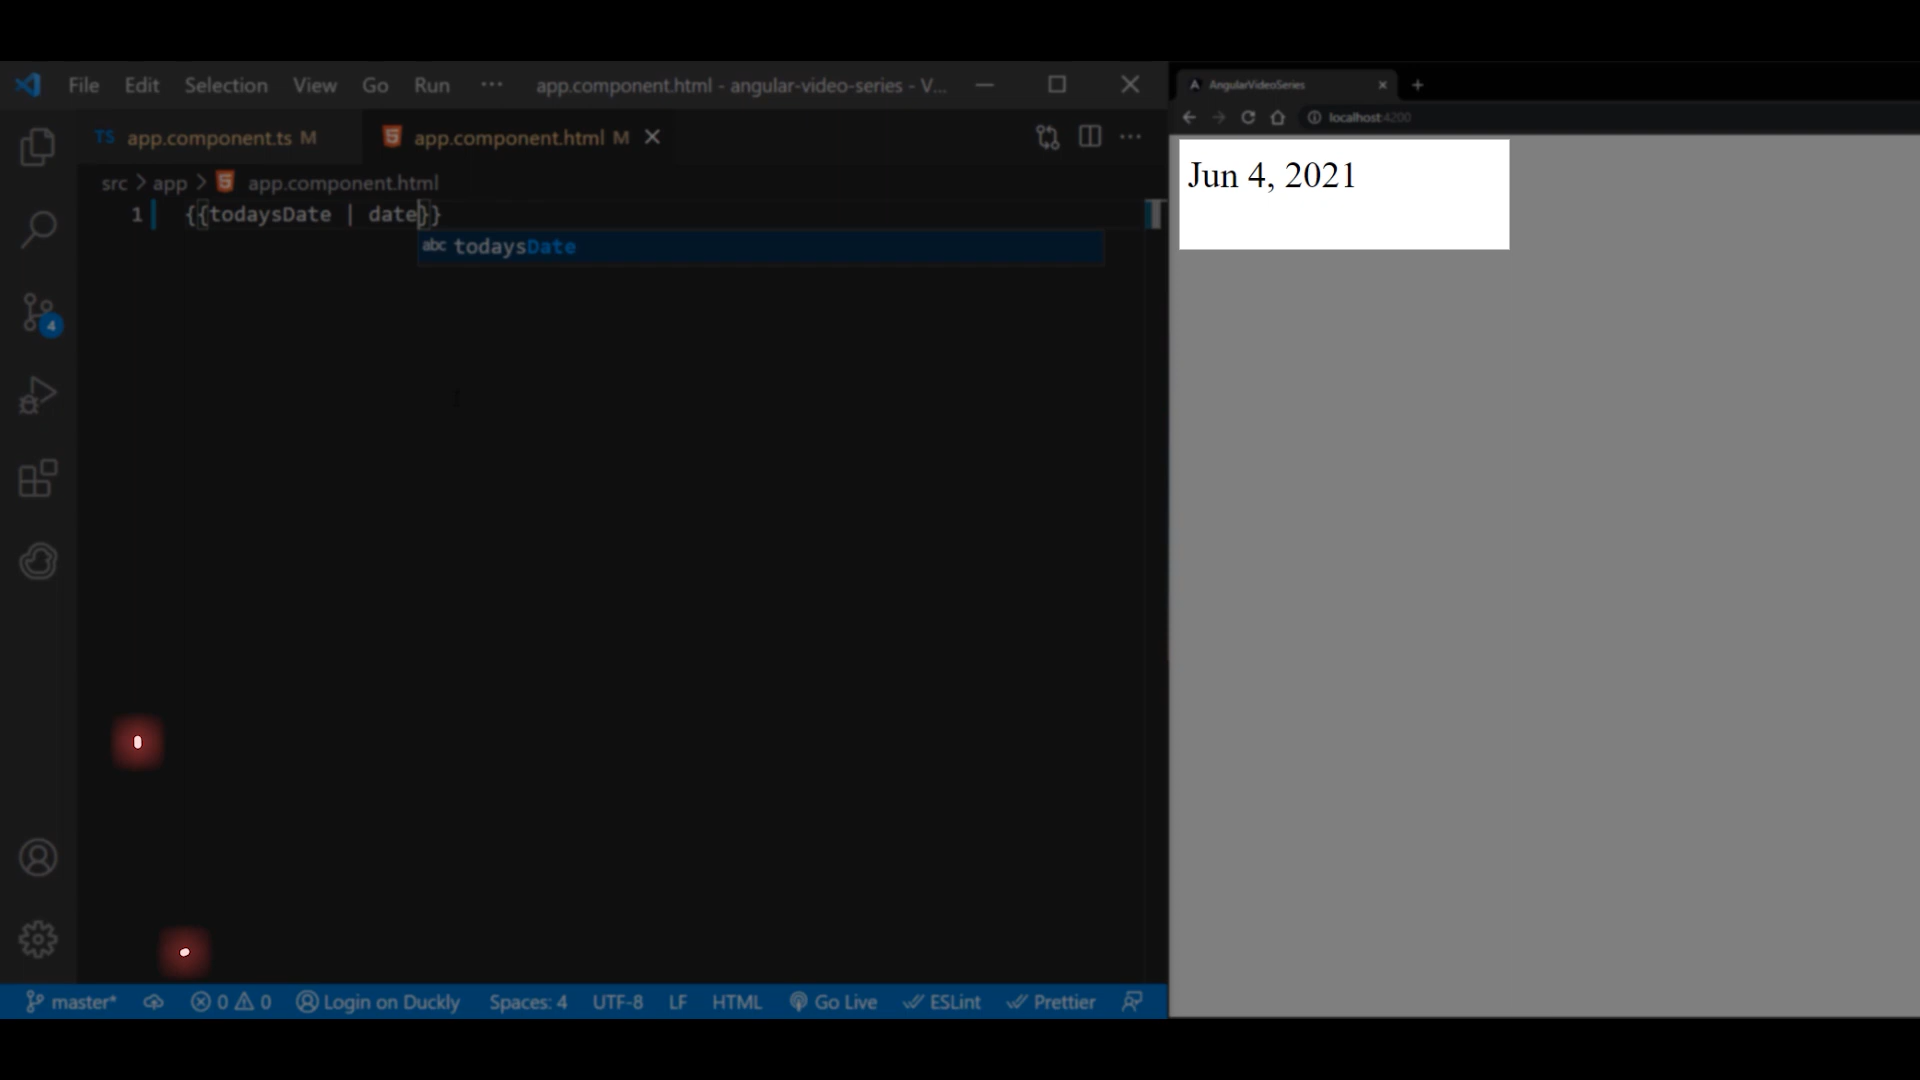 File Edit Selection View Go Run ··· app.component.html - angular-video-series - V...
TS app.component.ts M
app.component.html M
src > app > app.component.html
1 {{todaysDate | date}}
abc todaysDate
4
master* 0 0 Login on Duckly Spaces: 4 UTF-8 LF HTML Go Live ESLint Prettier
AngularVideoSeries
localhost:4200
Jun 4, 2021